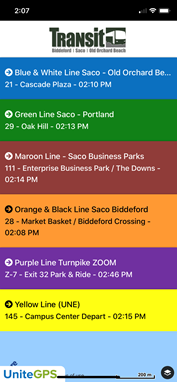 2:07
Transit
Biddeford | Saco | Old Orchard Beach
Blue & White Line Saco - Old Orchard Be...
21 - Cascade Plaza - 02:10 PM
Green Line Saco - Portland
29 - Oak Hill - 02:13 PM
Maroon Line - Saco Business Parks
111 - Enterprise Business Park / The Downs -
02:14 PM
Orange & Black Line Saco Biddeford
28 - Market Basket / Biddeford Crossing -
02:08 PM
Purple Line Turnpike ZOOM
Z-7 - Exit 32 Park & Ride - 02:46 PM
Yellow Line (UNE)
145 - Campus Center Depart - 02:15 PM
UniteGPS
200 m